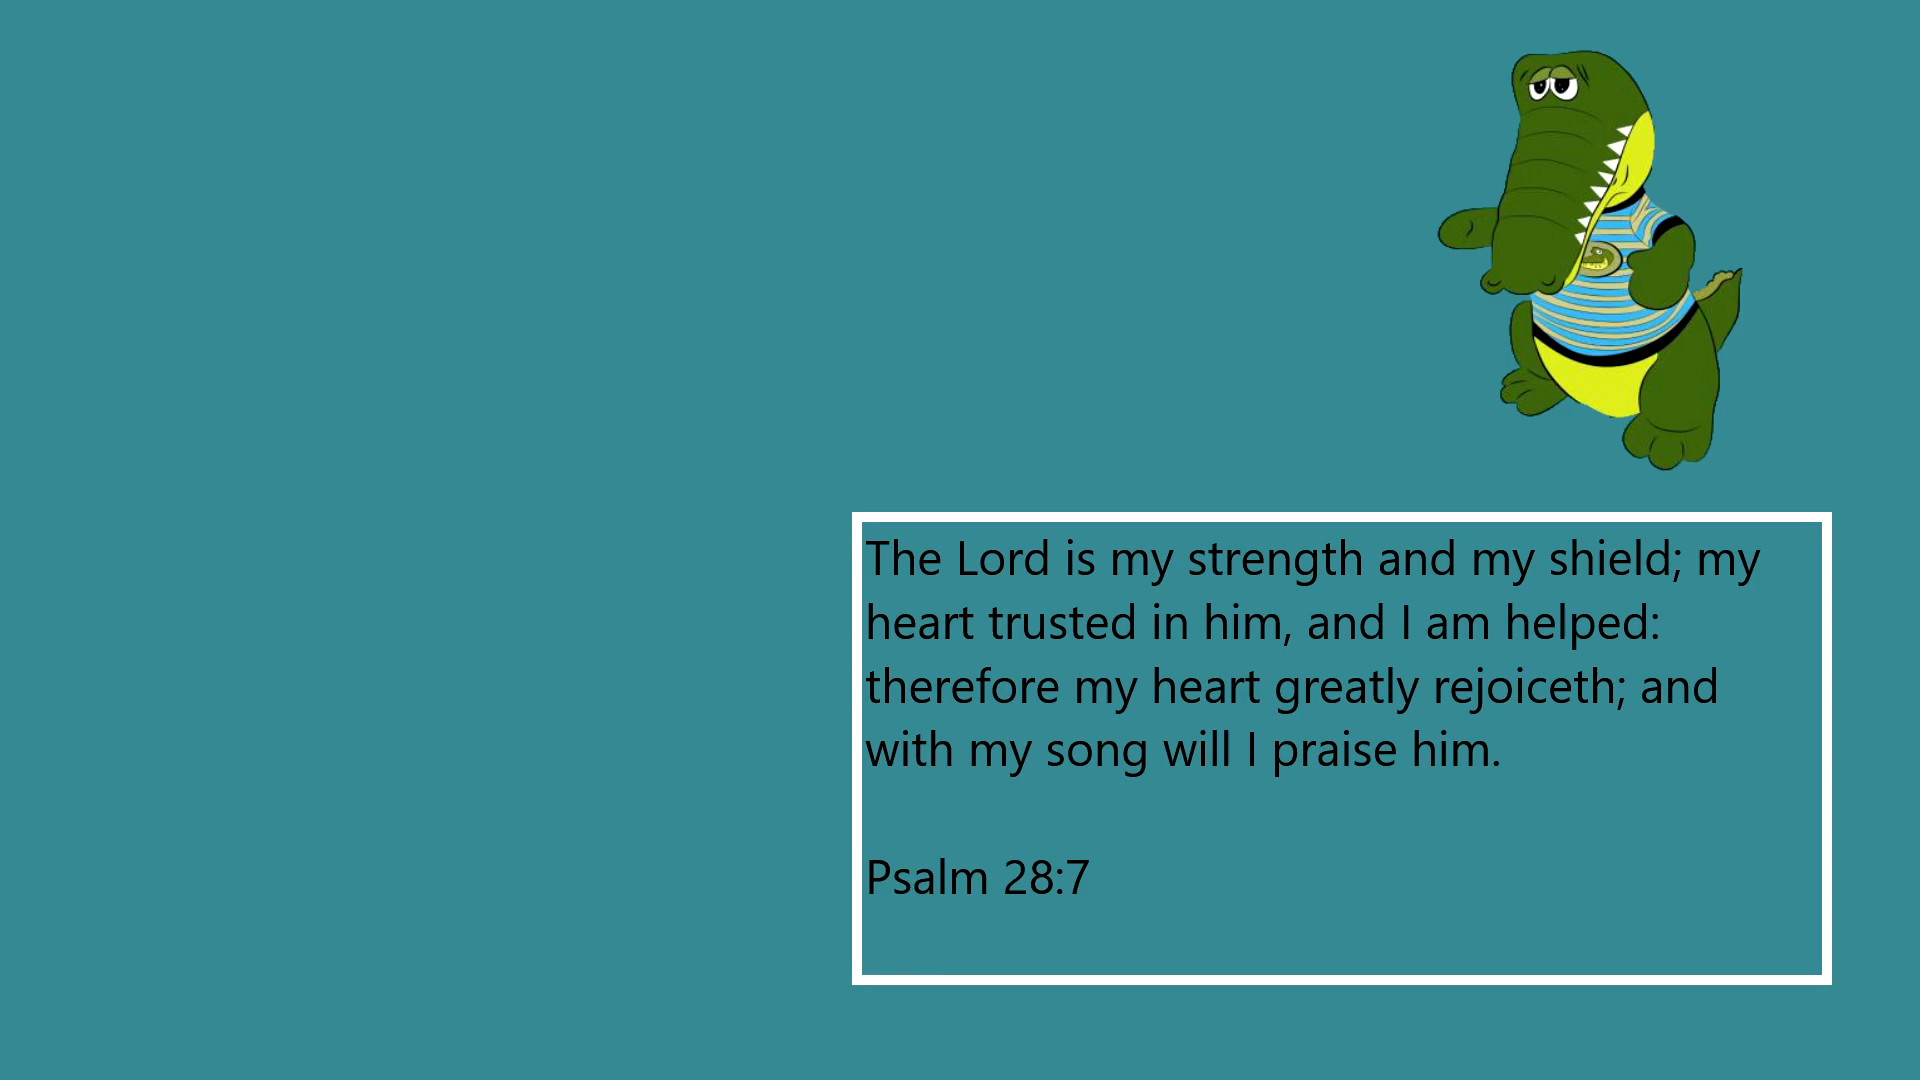 The Lord is my strength and my shield; my
heart trusted in him, and I am helped:
therefore my heart greatly rejoiceth; and
with my song will I praise him.
Psalm 28:7